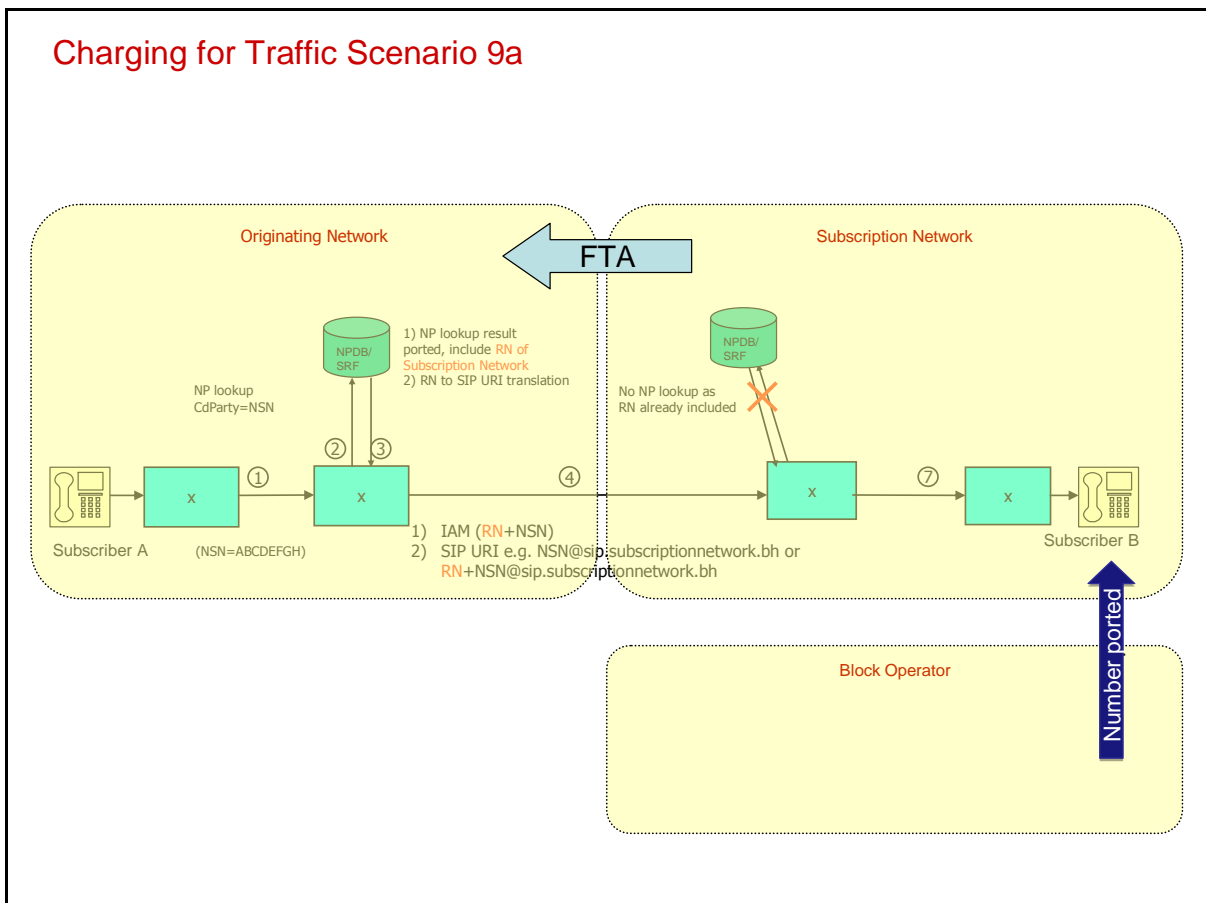 Charging for Traffic Scenario 9a
Originating Network
Subscription Network
FTA
NPDB/
SRF
1) NP lookup result
ported, include RN of
Subscription Network
2) RN to SIP URI translation
NP lookup
CdParty=NSN
NPDB/
SRF
No NP lookup as
RN already included
2
3
1
4
7
x
x
x
x
Subscriber A
(NSN=ABCDEFGH)
1) IAM (RN+NSN)
2) SIP URI e.g. NSN@sip.subscriptionnetwork.bh or
RN+NSN@sip.subscriptionnetwork.bh
Subscriber B
Number ported
Block Operator